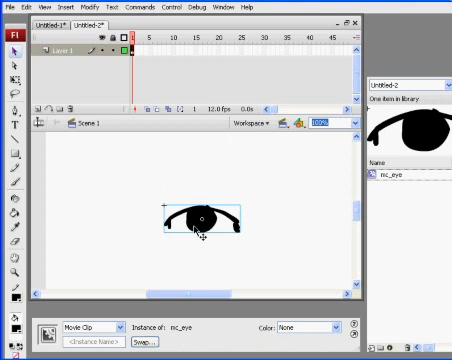 File Edit View Insert Modify Text Commands Control Debug Window Help
Untitled-1* Untitled-2*
Fl
1 5 10 15 20 25 30 35 40 45
Layer 1
1 12.0 fps 0.0s
Scene 1 Workspace 100%
Untitled-2
One item in library
Name
mc_eye
Movie Clip Instance of: mc_eye Color: None
<Instance Name> Swap...
T